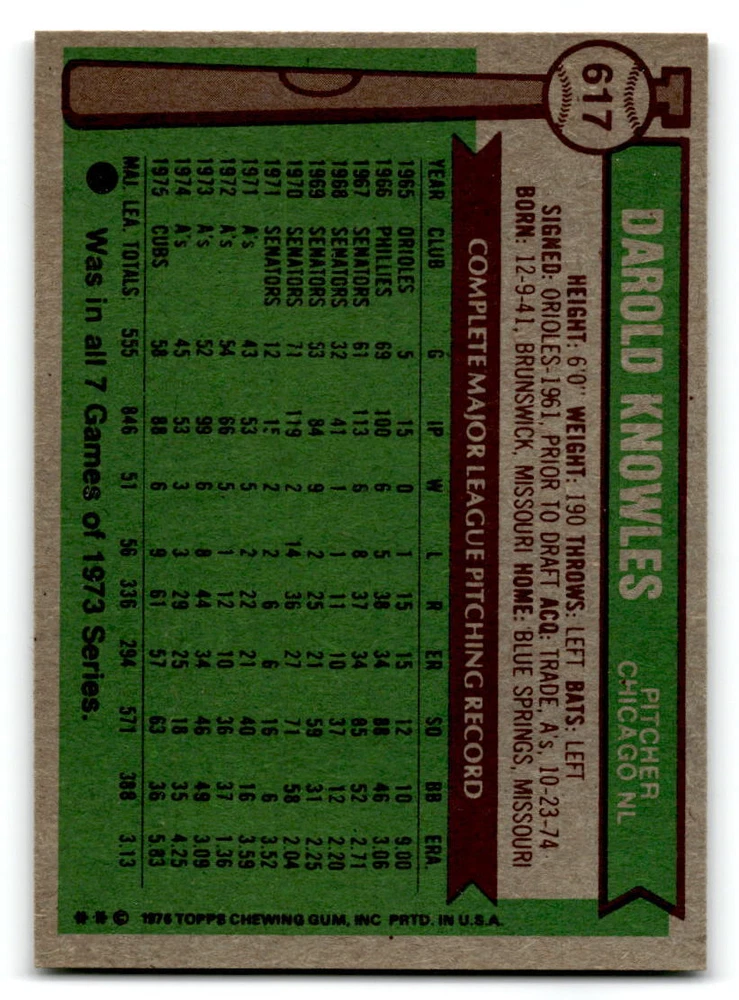 617
DAROLD KNOWLES
PITCHER
CHICAGO NL
HEIGHT: 6'0" WEIGHT: 190 THROWS: LEFT BATS: LEFT
SIGNED: ORIOLES-1961, PRIOR TO DRAFT ACQ: TRADE, A's, 10-23-74
BORN: 12-9-41, BRUNSWICK, MISSOURI HOME: BLUE SPRINGS, MISSOURI
COMPLETE MAJOR LEAGUE PITCHING RECORD
YEAR CLUB G IP W L R ER SO BB ERA
1965 ORIOLES 5 15 0 1 15 15 12 10 9.00
1966 PHILLIES 69 100 6 5 38 34 88 46 3.06
1967 SENATORS 61 113 6 8 37 34 85 52 2.71
1968 SENATORS 32 41 1 1 11 10 37 12 2.20
1969 SENATORS 53 84 9 2 25 21 59 31 2.25
1970 SENATORS 71 119 2 14 36 27 71 58 2.04
1971 SENATORS 12 15 2 2 6 6 16 6 3.52
1971 A's 43 53 5 2 22 21 40 16 3.59
1972 A's 54 66 5 1 12 10 36 37 1.36
1973 A's 52 99 6 8 44 34 46 49 3.09
1974 A's 45 53 3 3 29 25 18 35 4.25
1975 CUBS 58 88 6 9 61 57 63 36 5.83
MAJ. LEA. TOTALS: 555 846 51 56 336 294 571 388 3.13
Was in all 7 Games of 1973 Series.
** © 1976 TOPPS CHEWING GUM, INC PRTD. IN U.S.A.